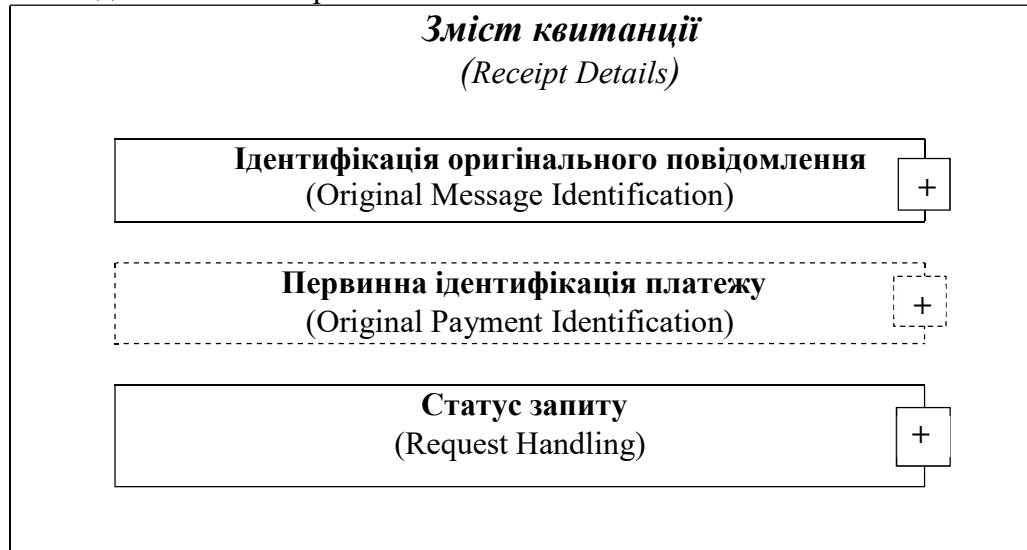 Зміст квитанції
(Receipt Details)
Ідентифікація оригінального повідомлення
(Original Message Identification)
+
Первинна ідентифікація платежу
(Original Payment Identification)
+
Статус запиту
(Request Handling)
+